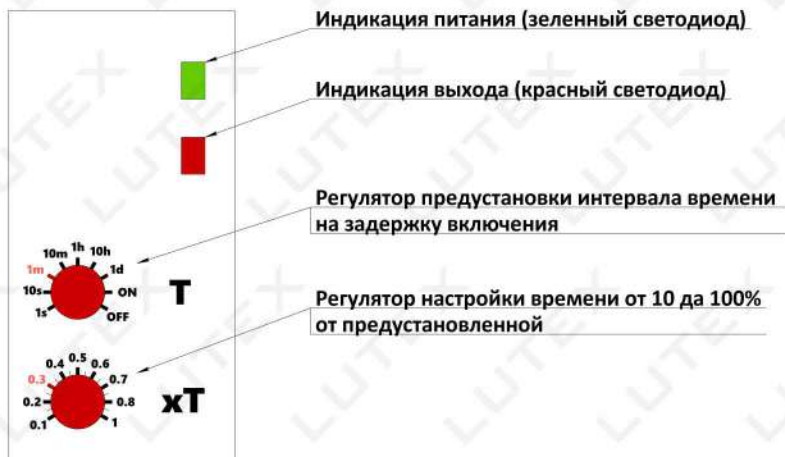 Индикация питания (зеленный светодиод)
Индикация выхода (красный светодиод)
Регулятор предустановки интервала времени
на задержку включения
1h
10m 10h
1m 1d
10s ON
1s OFF
T
Регулятор настройки времени от 10 да 100%
от предустановленной
0.5
0.4 0.6
0.3 0.7
0.2 0.8
0.1 1
xT
LUTEX